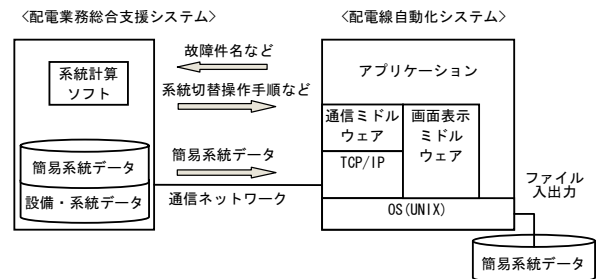 〈配電業務総合支援システム〉
〈配電線自動化システム〉
系統計算
ソフト
簡易系統データ
設備・系統データ
故障件名など
系統切替操作手順など
簡易系統データ
通信ネットワーク
アプリケーション
通信ミドル
ウェア
TCP/IP
画面表示
ミドル
ウェア
OS(UNIX)
ファイル
入出力
簡易系統データ